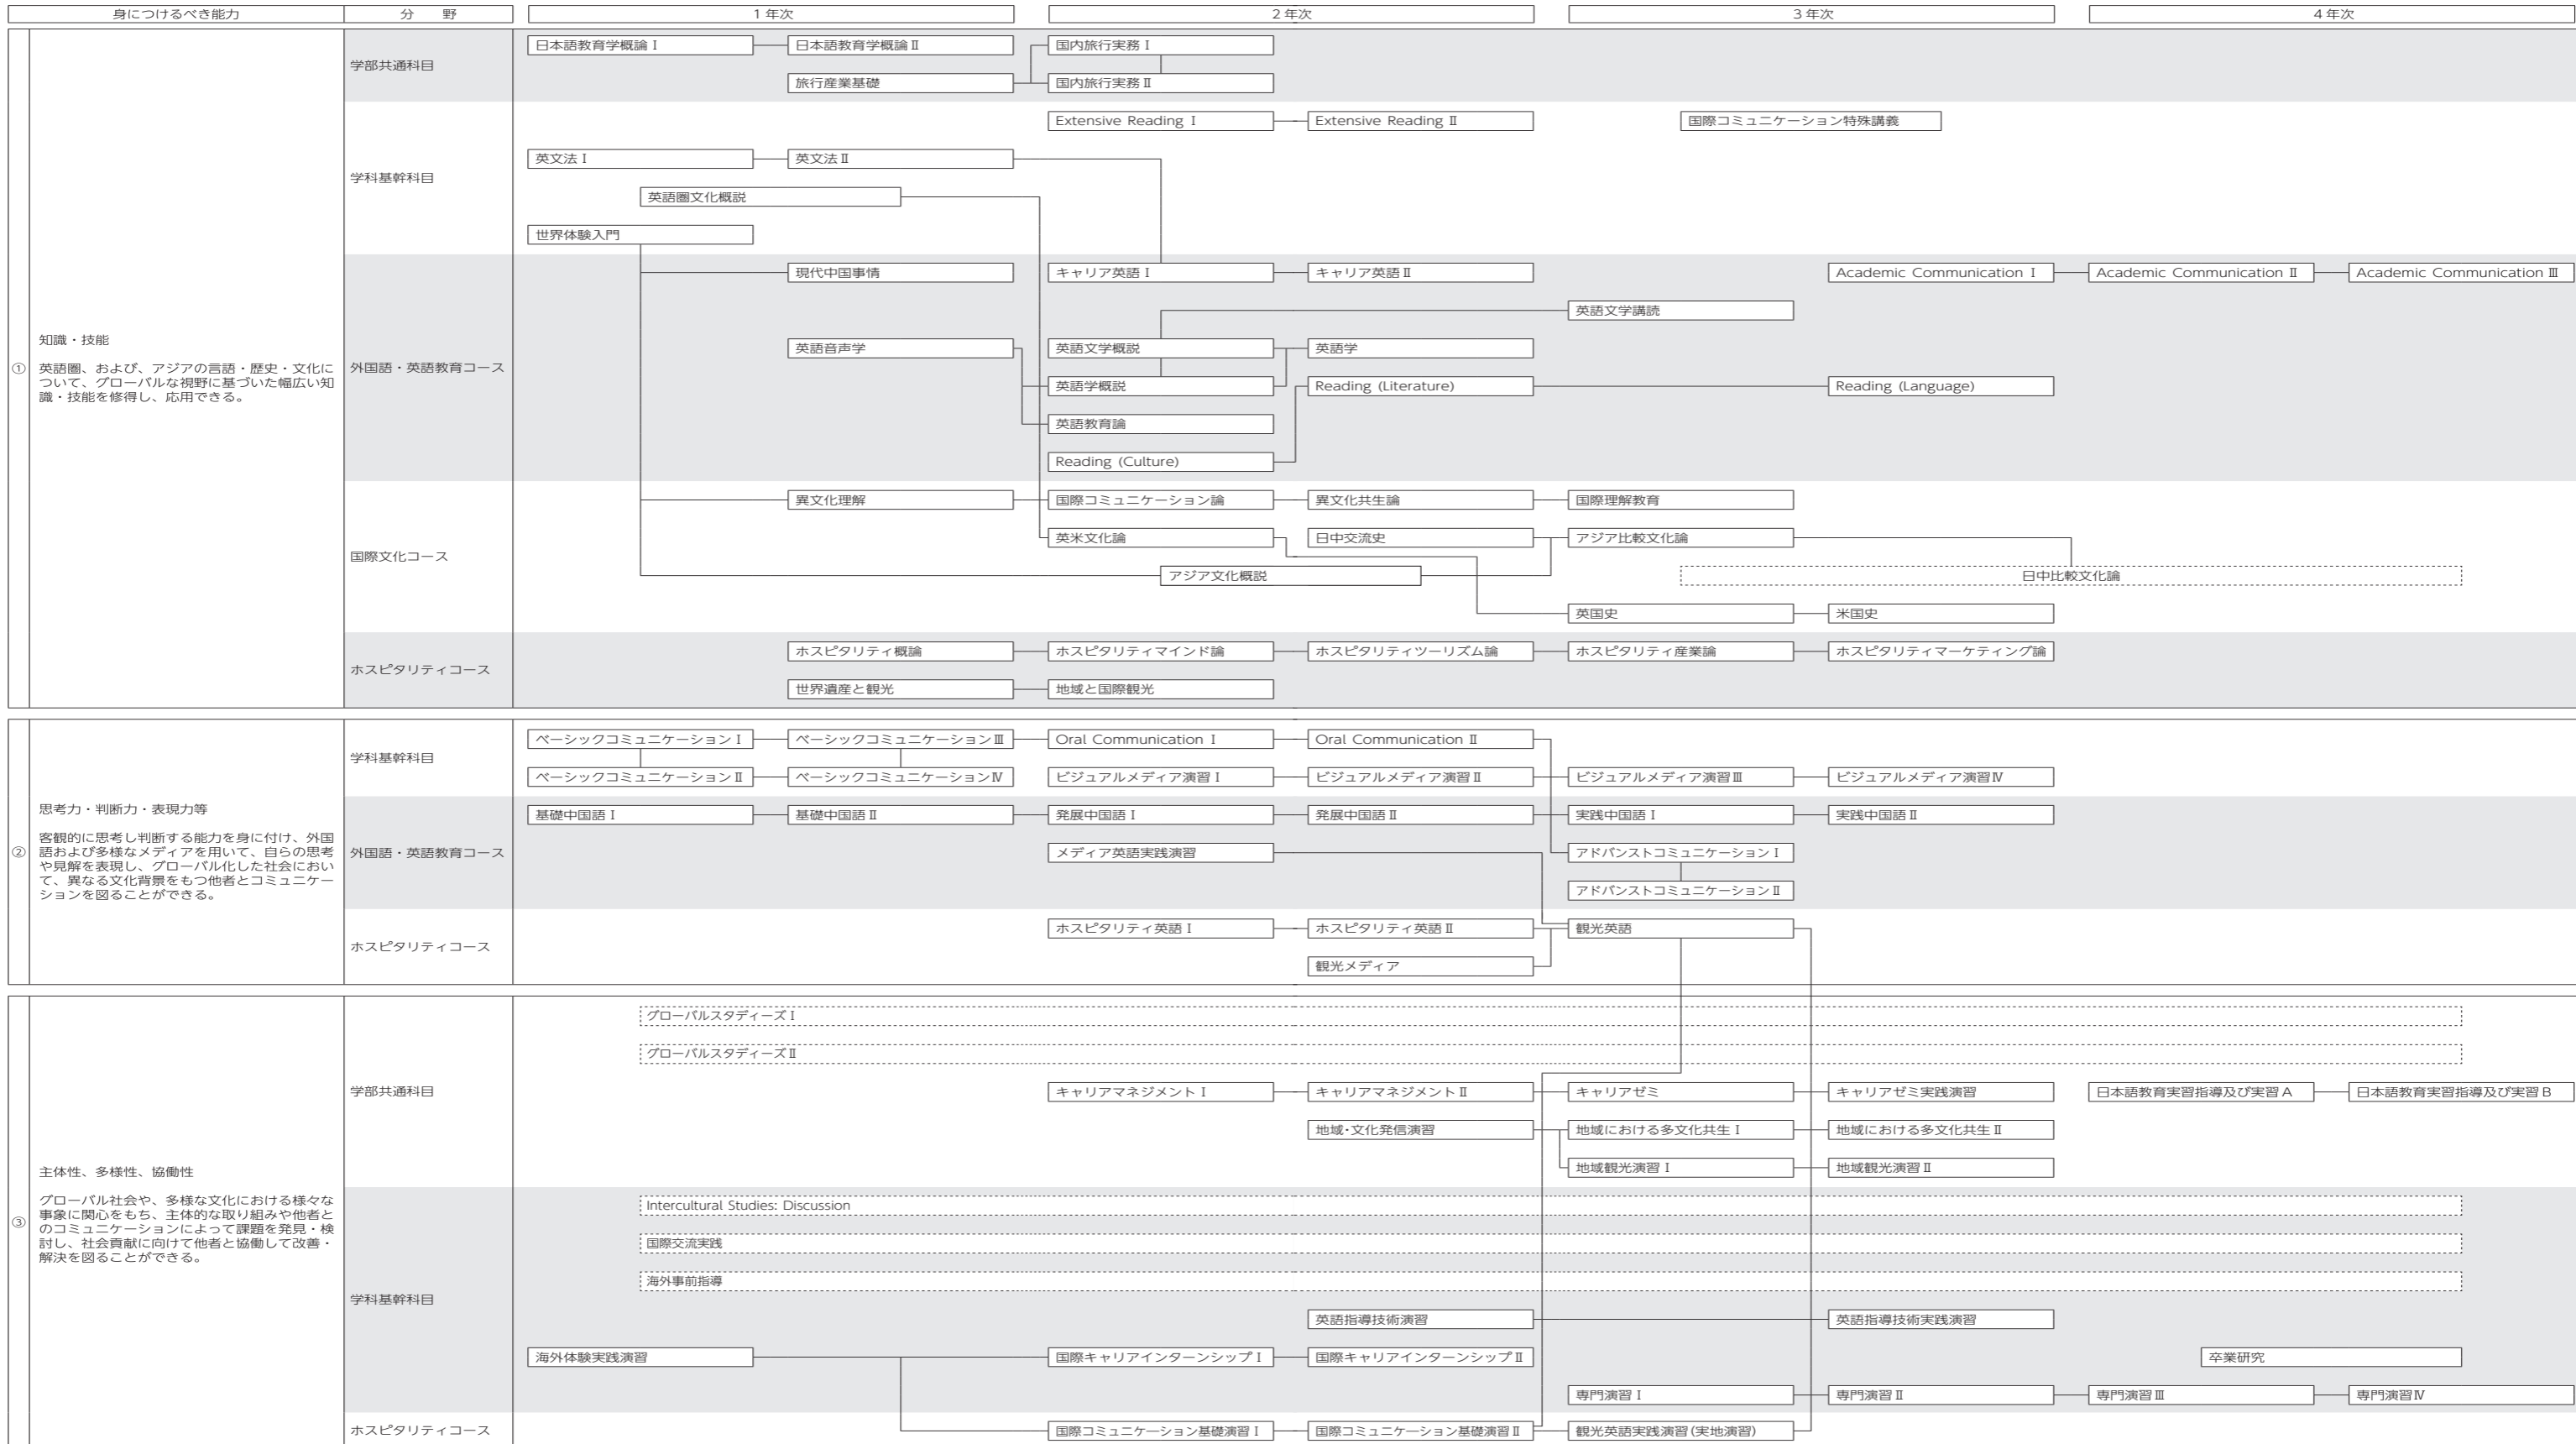 身につけるべき能力
分　野
1 年次
2 年次
3 年次
4 年次
①
知識・技能
英語圏、および、アジアの言語・歴史・文化に
ついて、グローバルな視野に基づいた幅広い知
識・技能を修得し、応用できる。
学部共通科目
日本語教育学概論Ⅰ
日本語教育学概論Ⅱ
国内旅行実務Ⅰ
旅行産業基礎
国内旅行実務Ⅱ
学科基幹科目
Extensive Reading Ⅰ
Extensive Reading Ⅱ
国際コミュニケーション特殊講義
英文法Ⅰ
英文法Ⅱ
英語圏文化概説
世界体験入門
外国語・英語教育コース
現代中国事情
キャリア英語Ⅰ
キャリア英語Ⅱ
Academic Communication Ⅰ
Academic Communication Ⅱ
Academic Communication Ⅲ
英語文学講読
英語音声学
英語文学概説
英語学
英語学概説
Reading (Literature)
Reading (Language)
英語教育論
Reading (Culture)
国際文化コース
異文化理解
国際コミュニケーション論
異文化共生論
国際理解教育
英米文化論
日中交流史
アジア比較文化論
アジア文化概説
日中比較文化論
英国史
米国史
ホスピタリティコース
ホスピタリティ概論
ホスピタリティマインド論
ホスピタリティツーリズム論
ホスピタリティ産業論
ホスピタリティマーケティング論
世界遺産と観光
地域と国際観光
②
思考力・判断力・表現力等
客観的に思考し判断する能力を身に付け、外国
語および多様なメディアを用いて、自らの思考
や見解を表現し、グローバル化した社会におい
て、異なる文化背景をもつ他者とコミュニケー
ションを図ることができる。
学科基幹科目
ベーシックコミュニケーションⅠ
ベーシックコミュニケーションⅢ
Oral Communication Ⅰ
Oral Communication Ⅱ
ベーシックコミュニケーションⅡ
ベーシックコミュニケーションⅣ
ビジュアルメディア演習Ⅰ
ビジュアルメディア演習Ⅱ
ビジュアルメディア演習Ⅲ
ビジュアルメディア演習Ⅳ
外国語・英語教育コース
基礎中国語Ⅰ
基礎中国語Ⅱ
発展中国語Ⅰ
発展中国語Ⅱ
実践中国語Ⅰ
実践中国語Ⅱ
メディア英語実践演習
アドバンストコミュニケーションⅠ
アドバンストコミュニケーションⅡ
ホスピタリティコース
ホスピタリティ英語Ⅰ
ホスピタリティ英語Ⅱ
観光英語
観光メディア
③
主体性、多様性、協働性
グローバル社会や、多様な文化における様々な
事象に関心をもち、主体的な取り組みや他者と
のコミュニケーションによって課題を発見・検
討し、社会貢献に向けて他者と協働して改善・
解決を図ることができる。
学部共通科目
グローバルスタディーズⅠ
グローバルスタディーズⅡ
キャリアマネジメントⅠ
キャリアマネジメントⅡ
キャリアゼミ
キャリアゼミ実践演習
日本語教育実習指導及び実習A
日本語教育実習指導及び実習B
地域・文化発信演習
地域における多文化共生Ⅰ
地域における多文化共生Ⅱ
地域観光演習Ⅰ
地域観光演習Ⅱ
学科基幹科目
Intercultural Studies: Discussion
国際交流実践
海外事前指導
英語指導技術演習
英語指導技術実践演習
海外体験実践演習
国際キャリアインターンシップⅠ
国際キャリアインターンシップⅡ
卒業研究
専門演習Ⅰ
専門演習Ⅱ
専門演習Ⅲ
専門演習Ⅳ
ホスピタリティコース
国際コミュニケーション基礎演習Ⅰ
国際コミュニケーション基礎演習Ⅱ
観光英語実践演習(実地演習)